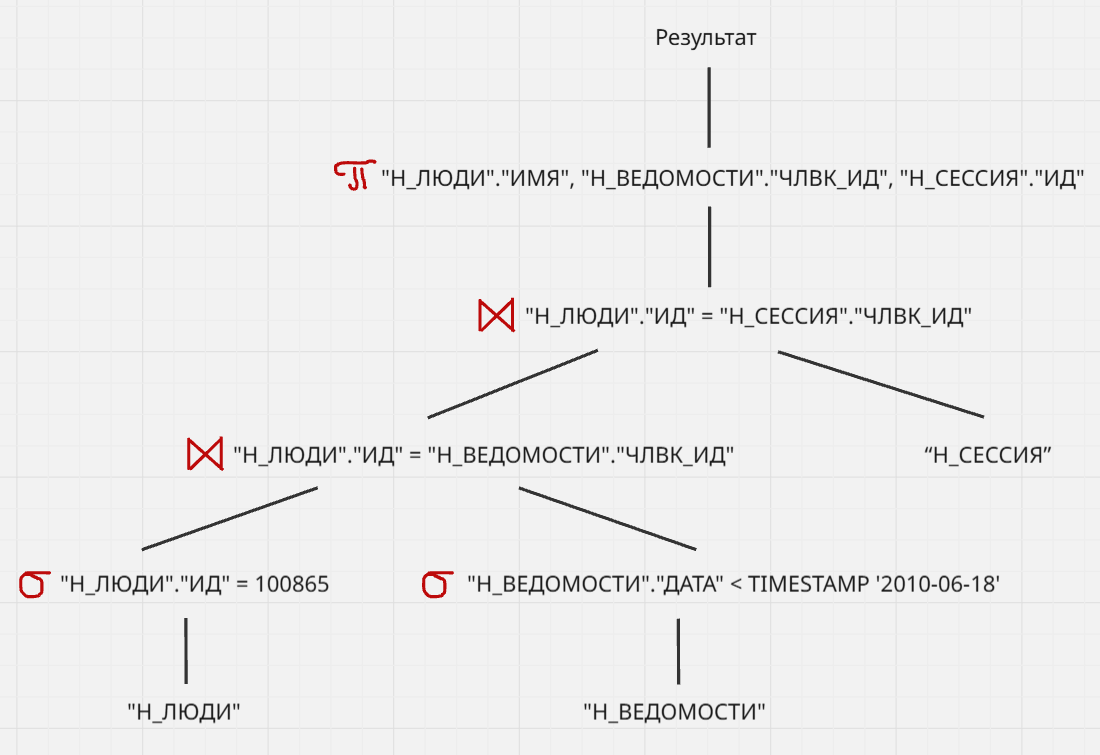 Результат
π "Н_ЛЮДИ"."ИМЯ", "Н_ВЕДОМОСТИ"."ЧЛВК_ИД", "Н_СЕССИЯ"."ИД"
⋈ "Н_ЛЮДИ"."ИД" = "Н_СЕССИЯ"."ЧЛВК_ИД"
⋈ "Н_ЛЮДИ"."ИД" = "Н_ВЕДОМОСТИ"."ЧЛВК_ИД"
“Н_СЕССИЯ”
σ "Н_ЛЮДИ"."ИД" = 100865
σ "Н_ВЕДОМОСТИ"."ДАТА" < TIMESTAMP '2010-06-18'
"Н_ЛЮДИ"
"Н_ВЕДОМОСТИ"